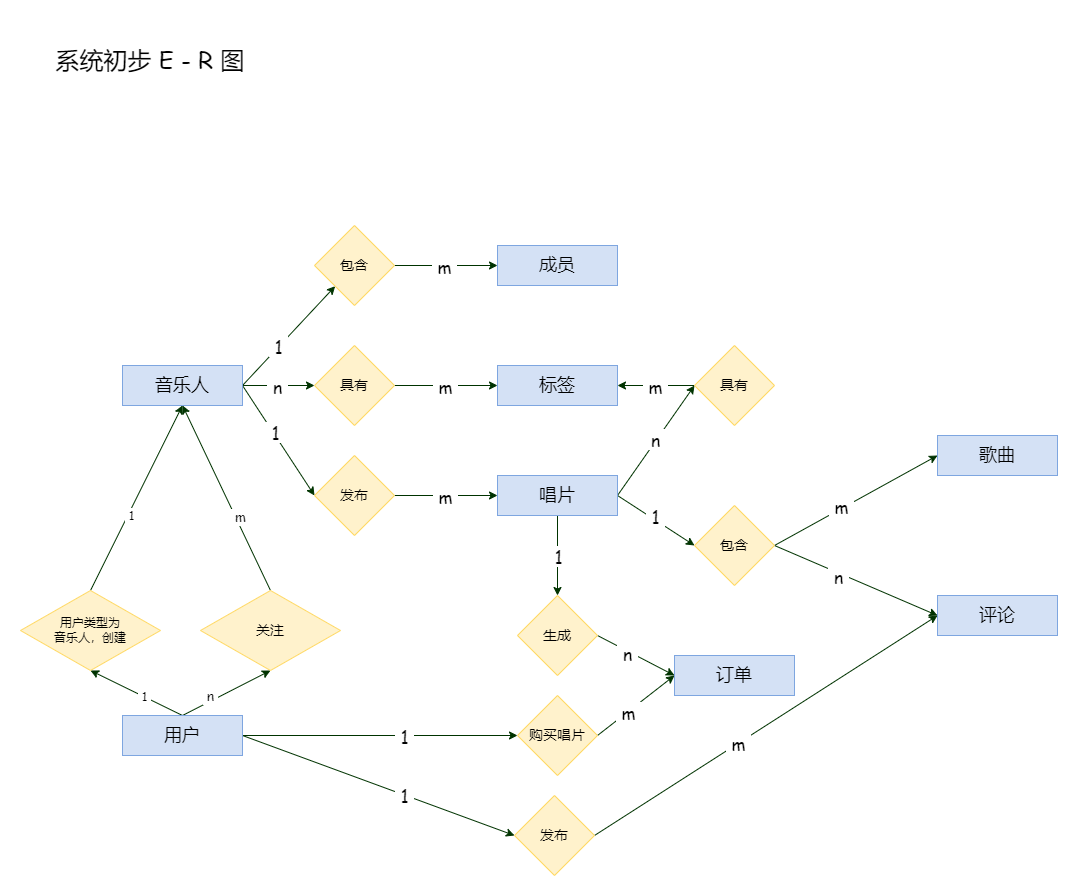 系统初步 E - R 图
包含
m
成员
1
音乐人
n
具有
m
标签
m
具有
1
n
歌曲
发布
m
唱片
1
m
包含
1
m
1
n
用户类型为
音乐人，创建
关注
生成
n
评论
订单
1
n
m
用户
1
购买唱片
m
1
发布